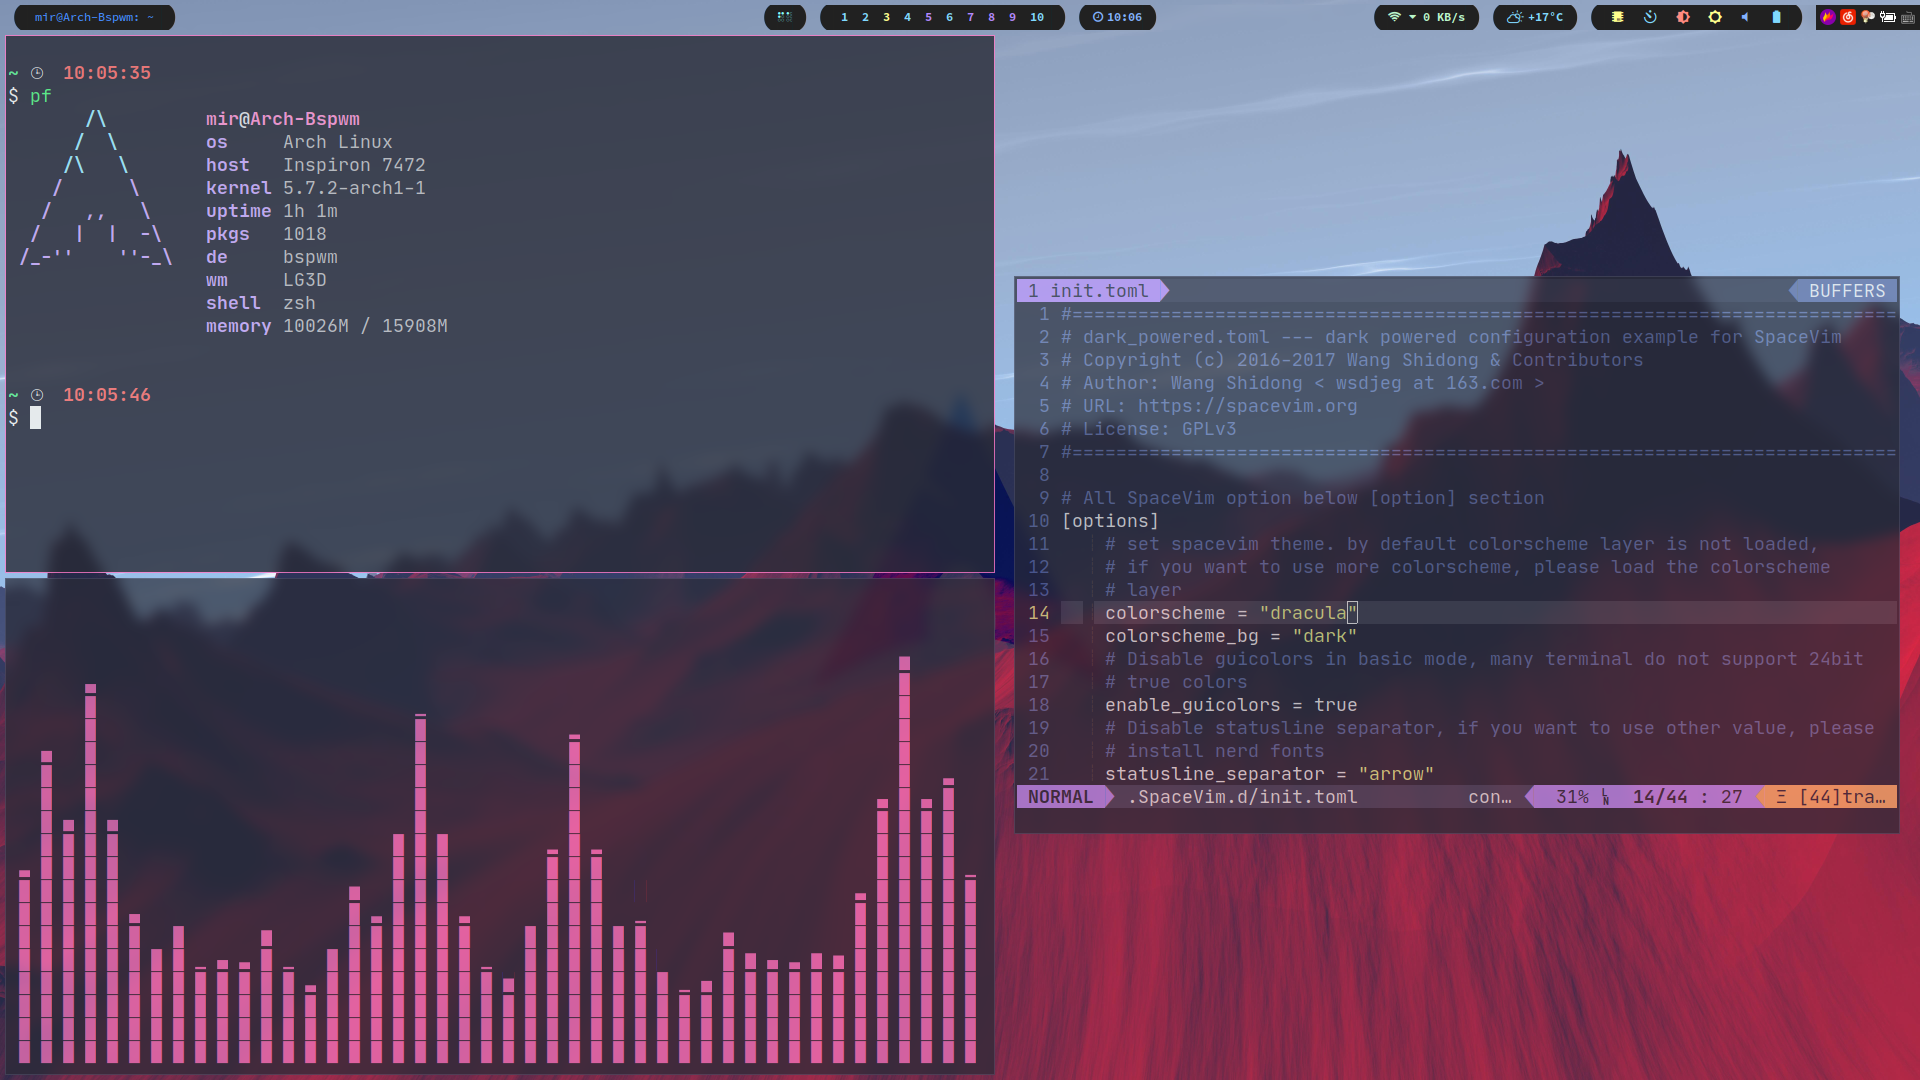 mir@Arch-Bspwm: ~
1 2 3 4 5 6 7 8 9 10
10:06
0 KB/s
+17°C
~ 10:05:35
$ pf
mir@Arch-Bspwm
os Arch Linux
host Inspiron 7472
kernel 5.7.2-arch1-1
uptime 1h 1m
pkgs 1018
de bspwm
wm LG3D
shell zsh
memory 10026M / 15908M
~ 10:05:46
$
1 init.toml
BUFFERS
1 #============================================================================
2 # dark_powered.toml --- dark powered configuration example for SpaceVim
3 # Copyright (c) 2016-2017 Wang Shidong & Contributors
4 # Author: Wang Shidong < wsdjeg at 163.com >
5 # URL: https://spacevim.org
6 # License: GPLv3
7 #============================================================================
8
9 # All SpaceVim option below [option] section
10 [options]
11 # set spacevim theme. by default colorscheme layer is not loaded,
12 # if you want to use more colorscheme, please load the colorscheme
13 # layer
14 colorscheme = "dracula"
15 colorscheme_bg = "dark"
16 # Disable guicolors in basic mode, many terminal do not support 24bit
17 # true colors
18 enable_guicolors = true
19 # Disable statusline separator, if you want to use other value, please
20 # install nerd fonts
21 statusline_separator = "arrow"
NORMAL .SpaceVim.d/init.toml con… 31% LN 14/44 : 27 Ξ [44]tra…